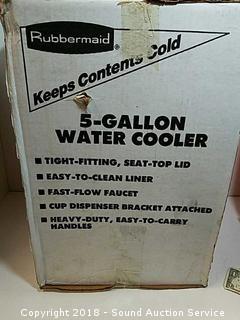 Rubbermaid
Keeps Contents Cold
5-GALLON
WATER COOLER
■ TIGHT-FITTING, SEAT-TOP LID
■ EASY-TO-CLEAN LINER
■ FAST-FLOW FAUCET
■ CUP DISPENSER BRACKET ATTACHED
■ HEAVY-DUTY, EASY-TO-CARRY
HANDLES
Copyright 2018 - Sound Auction Service